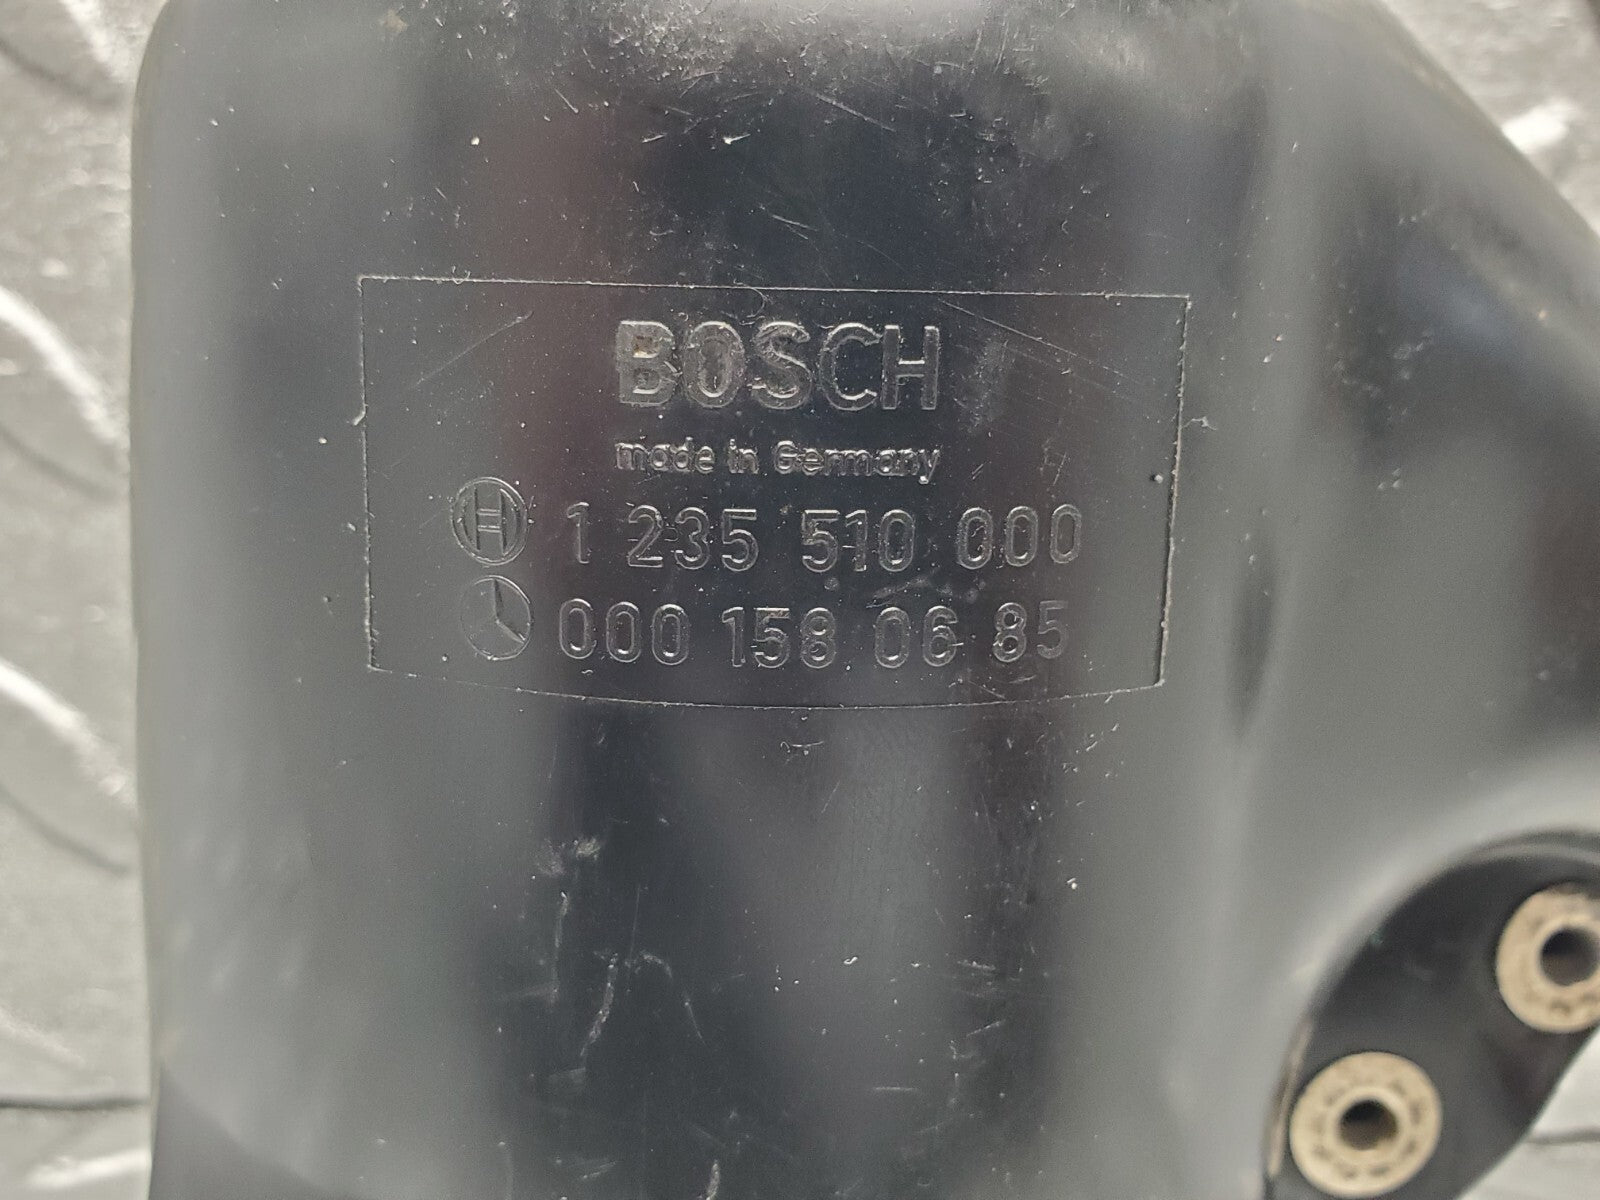 BOSCH
made in Germany
1 235 510 000
000 158 06 85